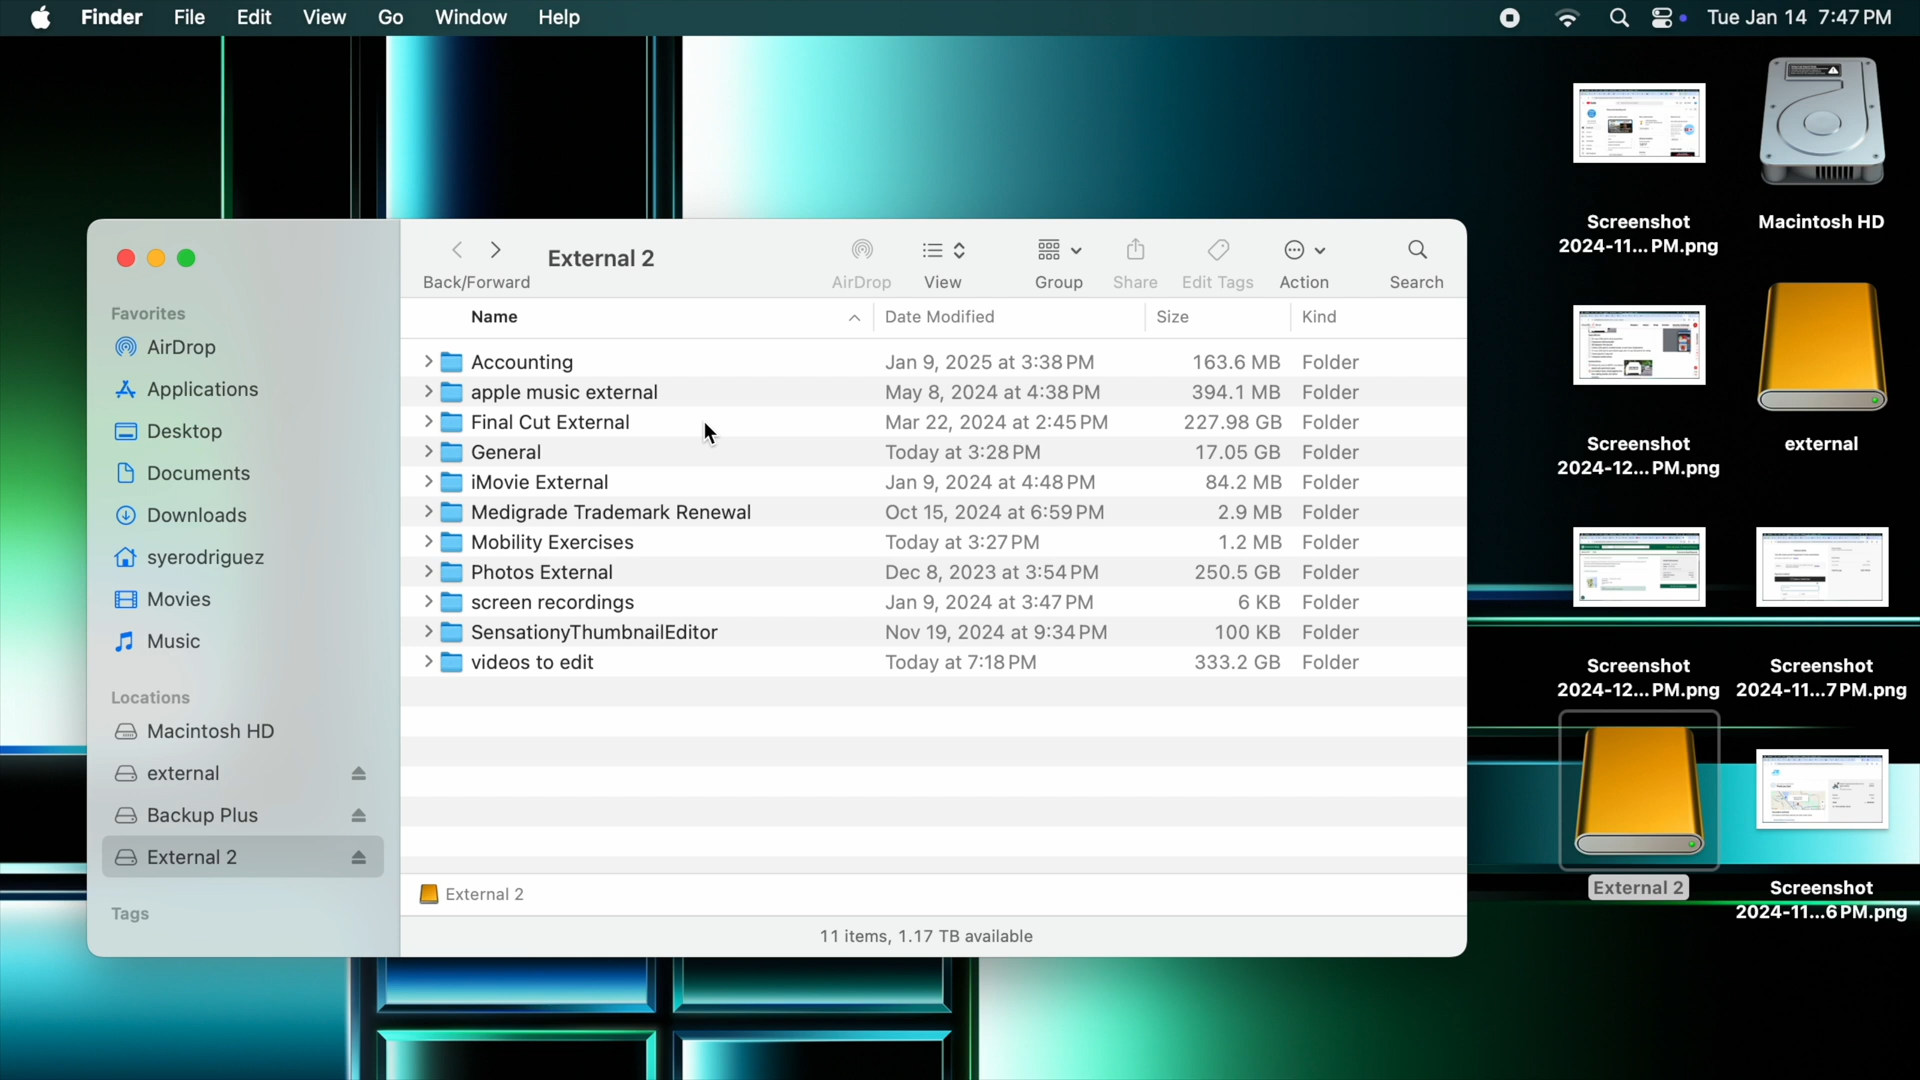 Finder File Edit View Go Window Help Tue Jan 14 7:47 PM
External 2
Back/Forward AirDrop View Group Share Edit Tags Action Search
Favorites
AirDrop
Applications
Desktop
Documents
Downloads
syerodriguez
Movies
Music
Locations
Macintosh HD
external
Backup Plus
External 2
Tags
Name Date Modified Size Kind
Accounting Jan 9, 2025 at 3:38 PM 163.6 MB Folder
apple music external May 8, 2024 at 4:38 PM 394.1 MB Folder
Final Cut External Mar 22, 2024 at 2:45 PM 227.98 GB Folder
General Today at 3:28 PM 17.05 GB Folder
iMovie External Jan 9, 2024 at 4:48 PM 84.2 MB Folder
Medigrade Trademark Renewal Oct 15, 2024 at 6:59 PM 2.9 MB Folder
Mobility Exercises Today at 3:27 PM 1.2 MB Folder
Photos External Dec 8, 2023 at 3:54 PM 250.5 GB Folder
screen recordings Jan 9, 2024 at 3:47 PM 6 KB Folder
SensationyThumbnailEditor Nov 19, 2024 at 9:34 PM 100 KB Folder
videos to edit Today at 7:18 PM 333.2 GB Folder
External 2
11 items, 1.17 TB available
Screenshot
2024-11...PM.png
Macintosh HD
Screenshot
2024-12...PM.png
external
Screenshot
2024-12...PM.png
Screenshot
2024-11...7 PM.png
External 2
Screenshot
2024-11...6 PM.png